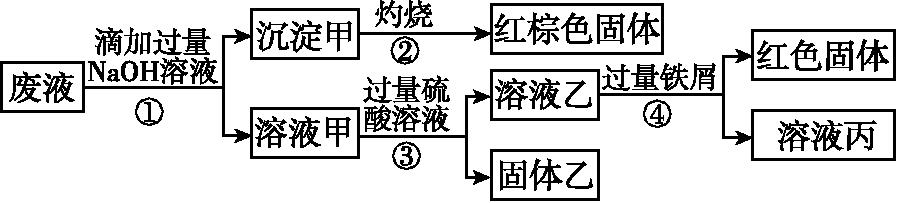 废液
滴加过量
NaOH溶液
①
沉淀甲
灼烧
②
红棕色固体
溶液甲
过量硫
酸溶液
③
溶液乙
过量铁屑
④
红色固体
溶液丙
固体乙